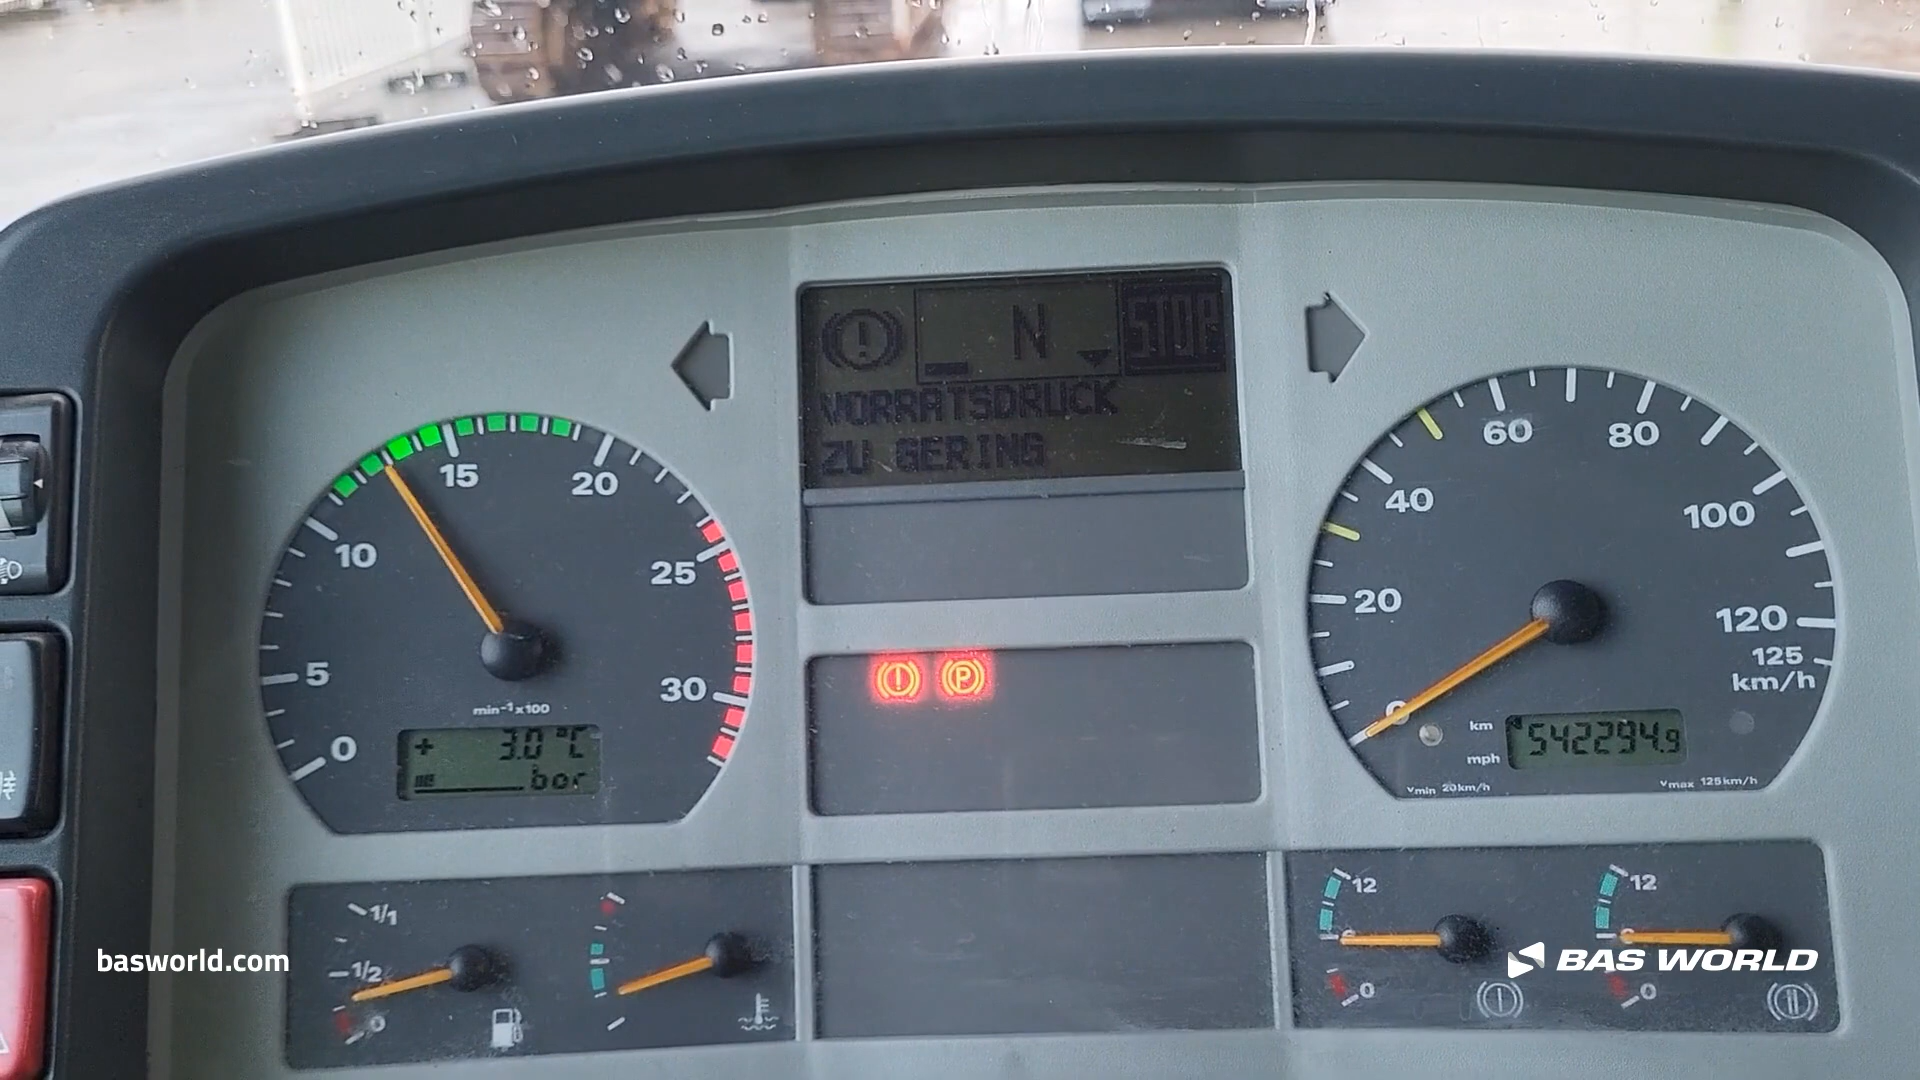 N STOP
VORRATSDRUCK
ZU GERING
0
5
10
15
20
25
30
min-1x100
+ 3.0 °C
bar
P
0
20
40
60
80
100
120
125
km/h
km
mph
542294.9
Vmin 20km/h
Vmax 125km/h
1/1
1/2
0
12
0
12
0
basworld.com
BAS WORLD